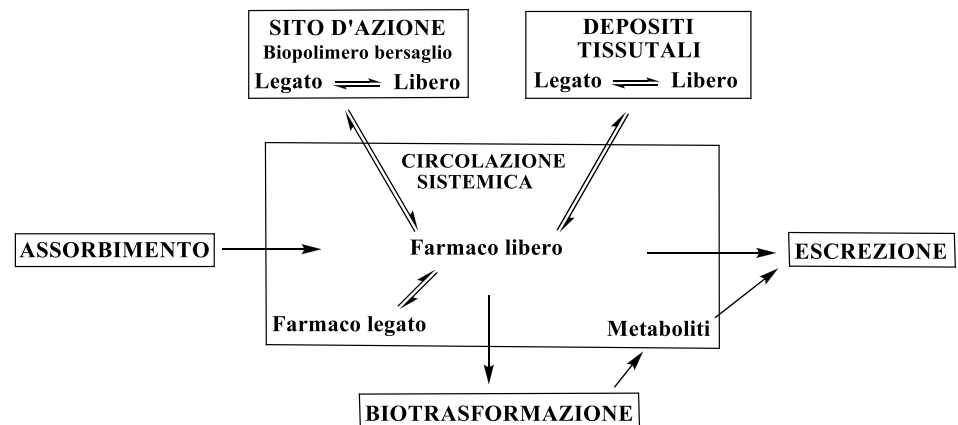 SITO D'AZIONE
Biopolimero bersaglio
Legato Libero
DEPOSITI
TISSUTALI
Legato Libero
CIRCOLAZIONE
SISTEMICA
ASSORBIMENTO
Farmaco libero
ESCREZIONE
Farmaco legato
Metaboliti
BIOTRASFORMAZIONE